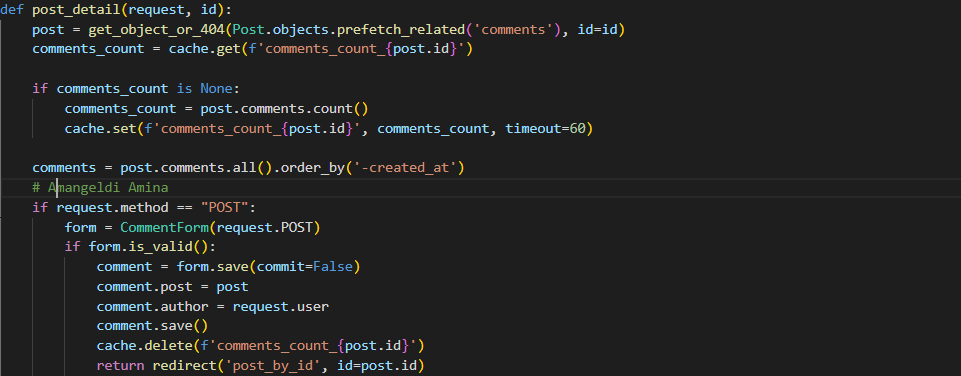 def post_detail(request, id):
    post = get_object_or_404(Post.objects.prefetch_related('comments'), id=id)
    comments_count = cache.get(f'comments_count_{post.id}')

    if comments_count is None:
        comments_count = post.comments.count()
        cache.set(f'comments_count_{post.id}', comments_count, timeout=60)

    comments = post.comments.all().order_by('-created_at')
    # Amangeldi Amina
    if request.method == "POST":
        form = CommentForm(request.POST)
        if form.is_valid():
            comment = form.save(commit=False)
            comment.post = post
            comment.author = request.user
            comment.save()
            cache.delete(f'comments_count_{post.id}')
            return redirect('post_by_id', id=post.id)